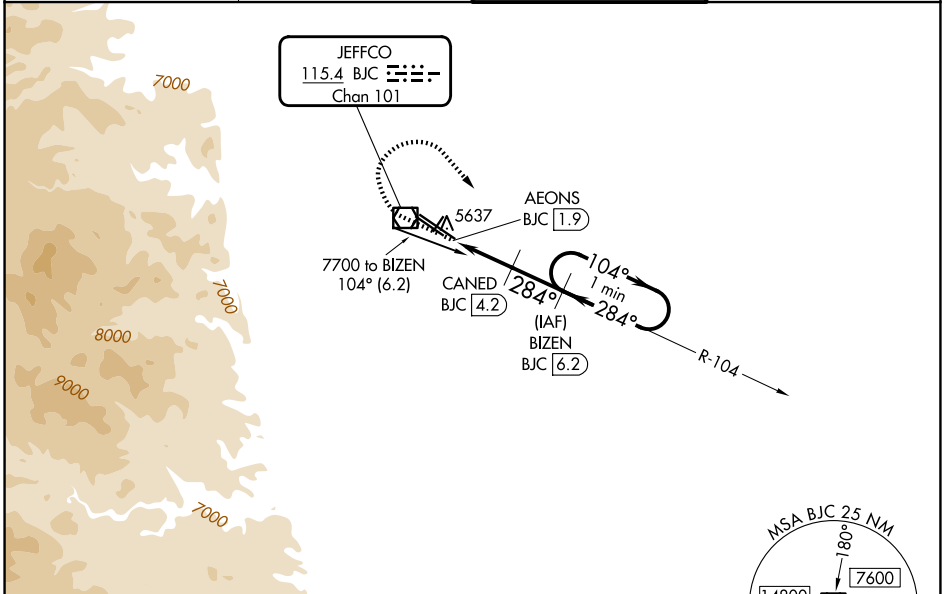 JEFFCO
115.4 BJC
Chan 101
7000
5637
AEONS
BJC 1.9
7700 to BIZEN
104° (6.2)
CANED
BJC 4.2
284°
104°
1 min
284°
(IAF)
BIZEN
BJC 6.2
R-104
7000
8000
9000
7000
MSA BJC 25 NM
180°
7600
14800